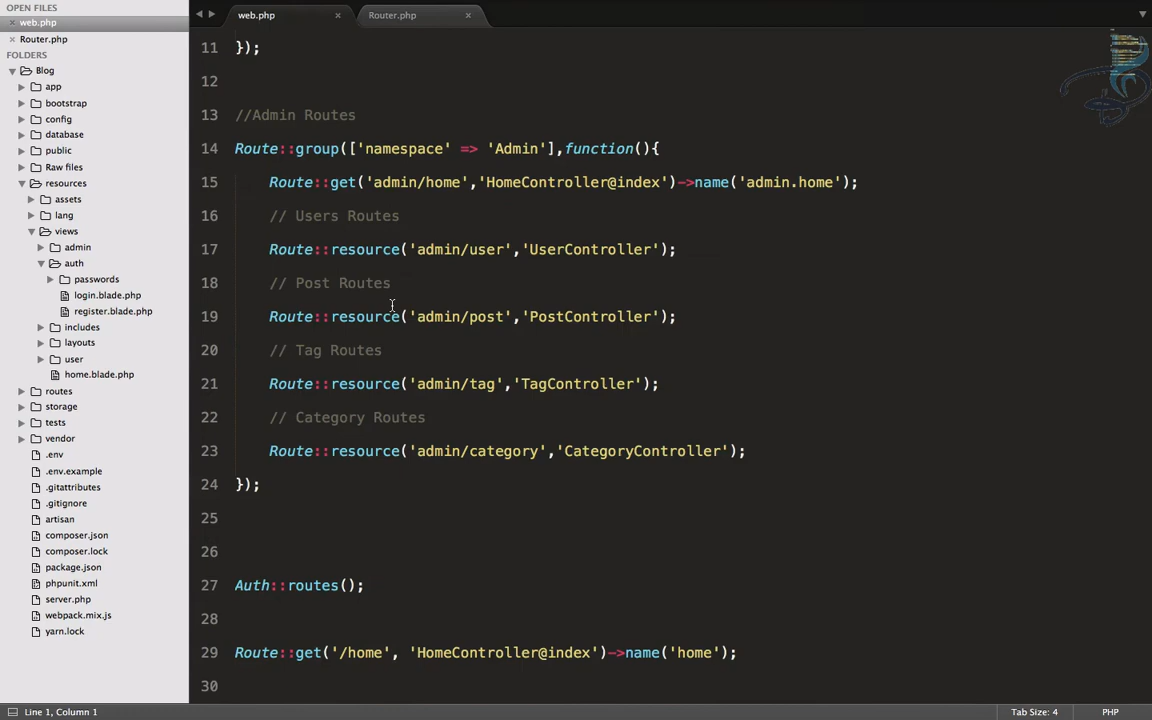 OPEN FILES
web.php
Router.php
FOLDERS
Blog
app
bootstrap
config
database
public
Raw files
resources
assets
lang
views
admin
auth
passwords
login.blade.php
register.blade.php
includes
layouts
user
home.blade.php
routes
storage
tests
vendor
.env
.env.example
.gitattributes
.gitignore
artisan
composer.json
composer.lock
package.json
phpunit.xml
server.php
webpack.mix.js
yarn.lock
web.php
Router.php
11 });
12
13 //Admin Routes
14 Route::group(['namespace' => 'Admin'],function(){
15 Route::get('admin/home','HomeController@index')->name('admin.home');
16 // Users Routes
17 Route::resource('admin/user','UserController');
18 // Post Routes
19 Route::resource('admin/post','PostController');
20 // Tag Routes
21 Route::resource('admin/tag','TagController');
22 // Category Routes
23 Route::resource('admin/category','CategoryController');
24 });
25
26
27 Auth::routes();
28
29 Route::get('/home', 'HomeController@index')->name('home');
30
Line 1, Column 1
Tab Size: 4
PHP